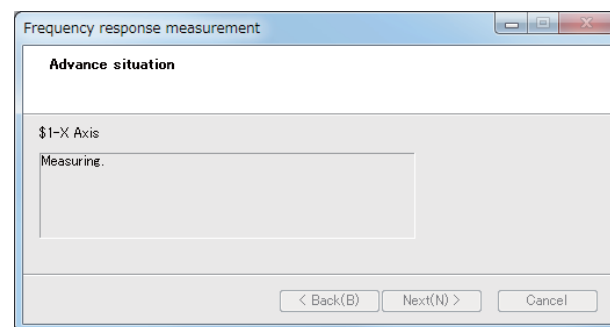 Frequency response measurement
Advance situation
$1-X Axis
Measuring.
< Back(B) Next(N) > Cancel